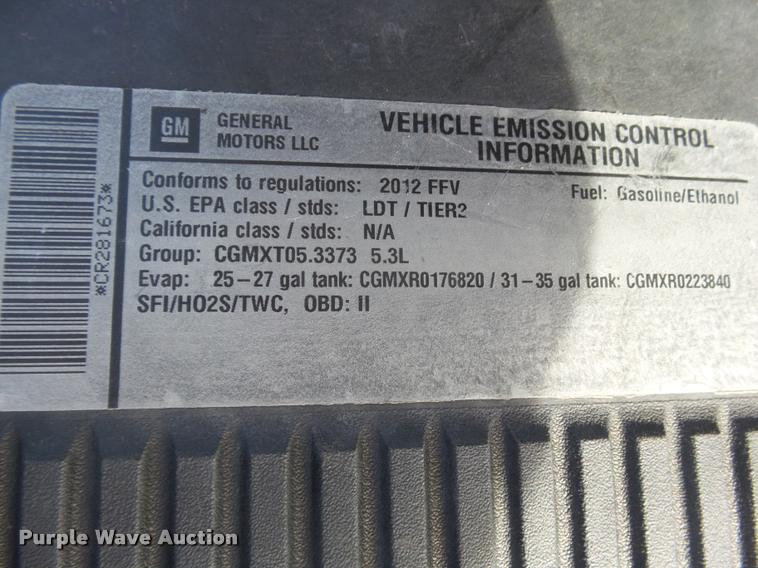 *CR281673*
GM GENERAL MOTORS LLC
VEHICLE EMISSION CONTROL
INFORMATION
Conforms to regulations: 2012 FFV Fuel: Gasoline/Ethanol
U.S. EPA class / stds: LDT / TIER2
California class / stds: N/A
Group: CGMXT05.3373 5.3L
Evap: 25-27 gal tank: CGMXR0176820 / 31-35 gal tank: CGMXR0223840
SFI/HO2S/TWC, OBD: II
Purple Wave Auction